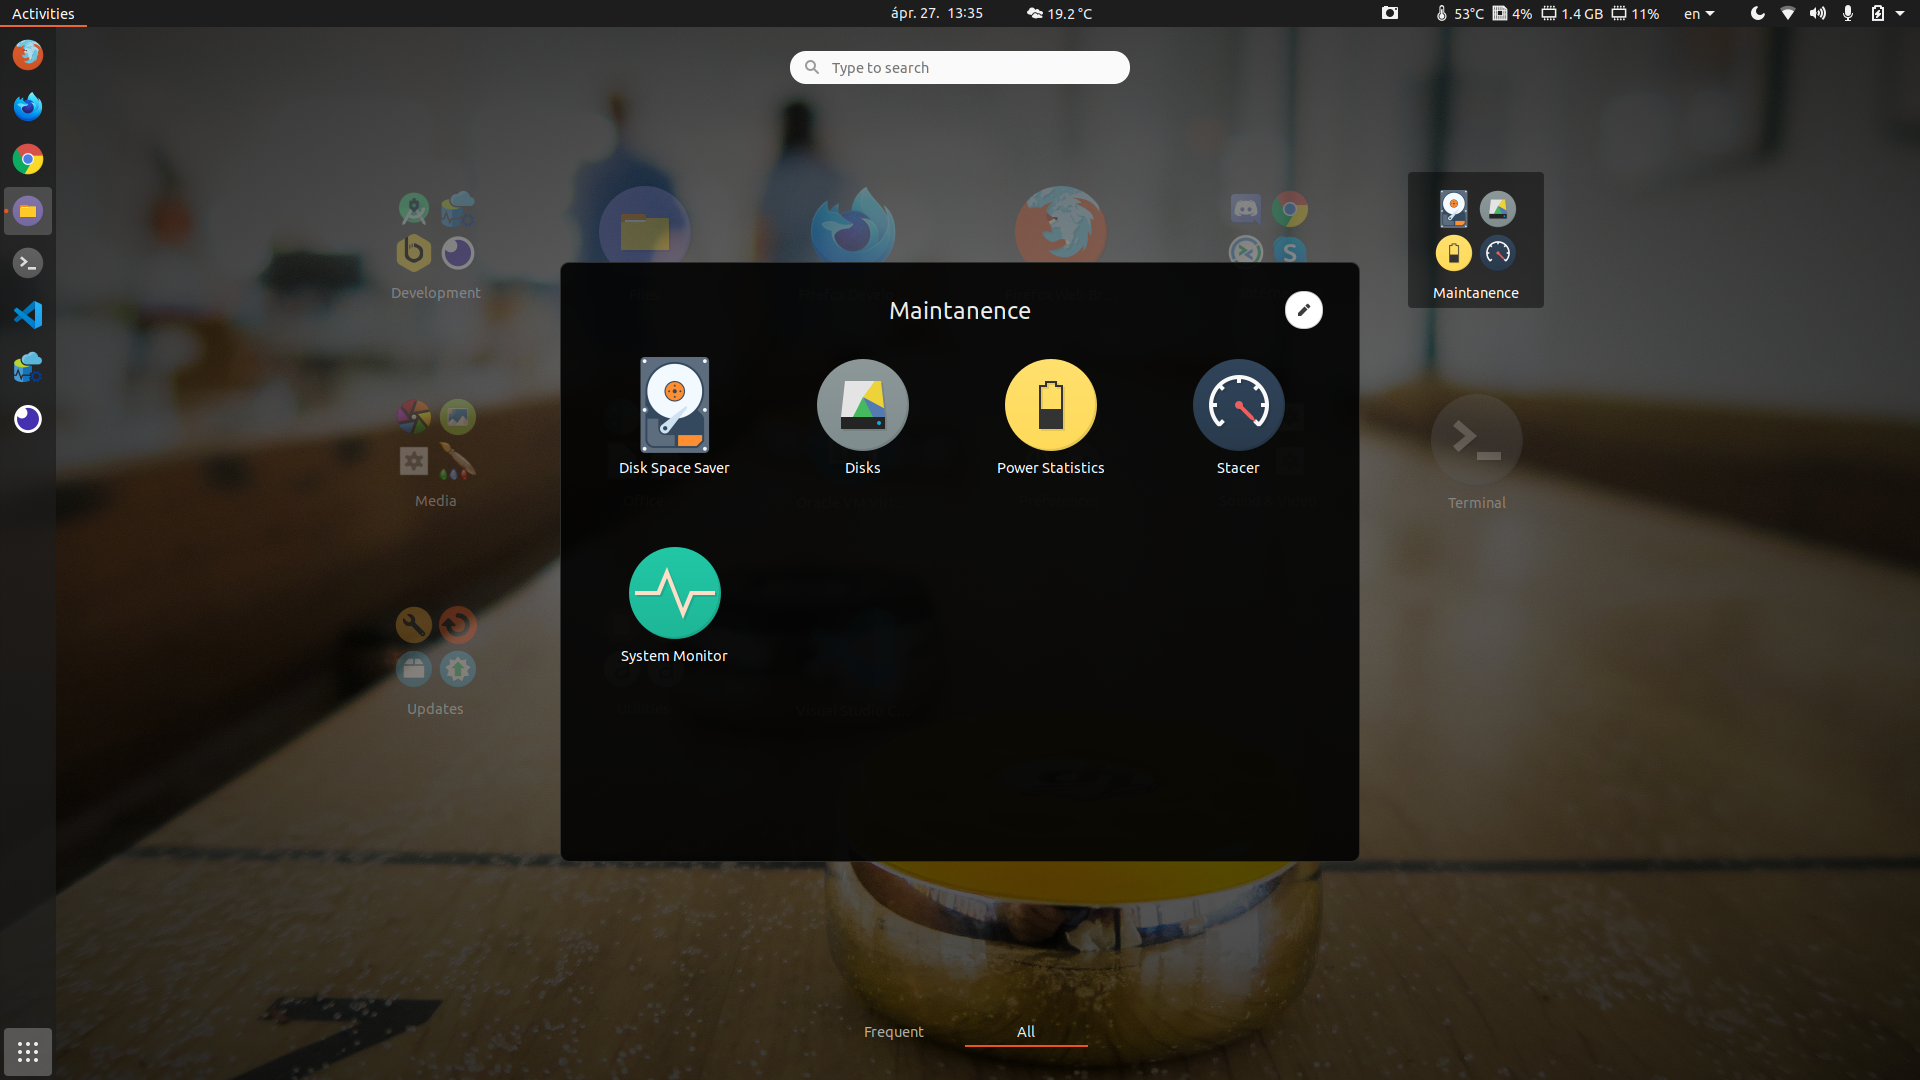 Activities
ápr. 27.  13:35
19.2 °C
53°C
4%
1.4 GB
11%
en
Type to search
Development
Maintanence
Maintanence
Disk Space Saver
Disks
Power Statistics
Stacer
Media
Terminal
System Monitor
Updates
Frequent
All